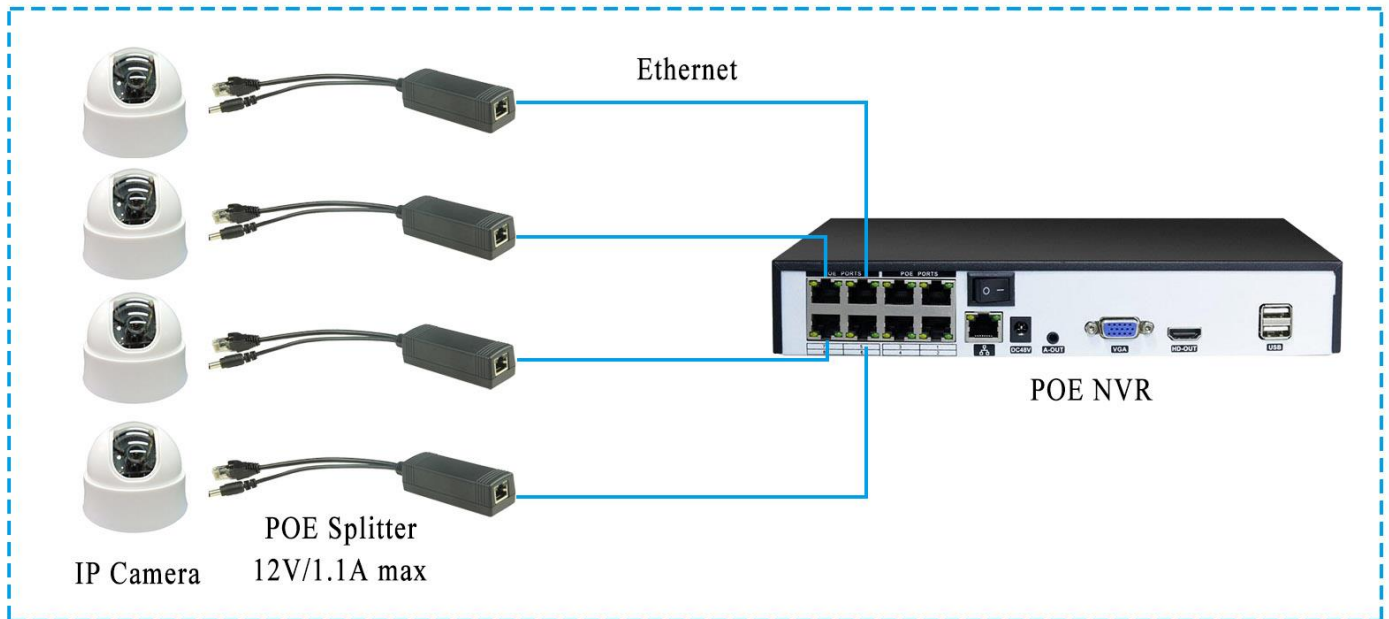 Ethernet
POE PORTS
POE PORTS
DC48V
A-OUT
VGA
HD-OUT
USB
POE NVR
POE Splitter
12V/1.1A max
IP Camera